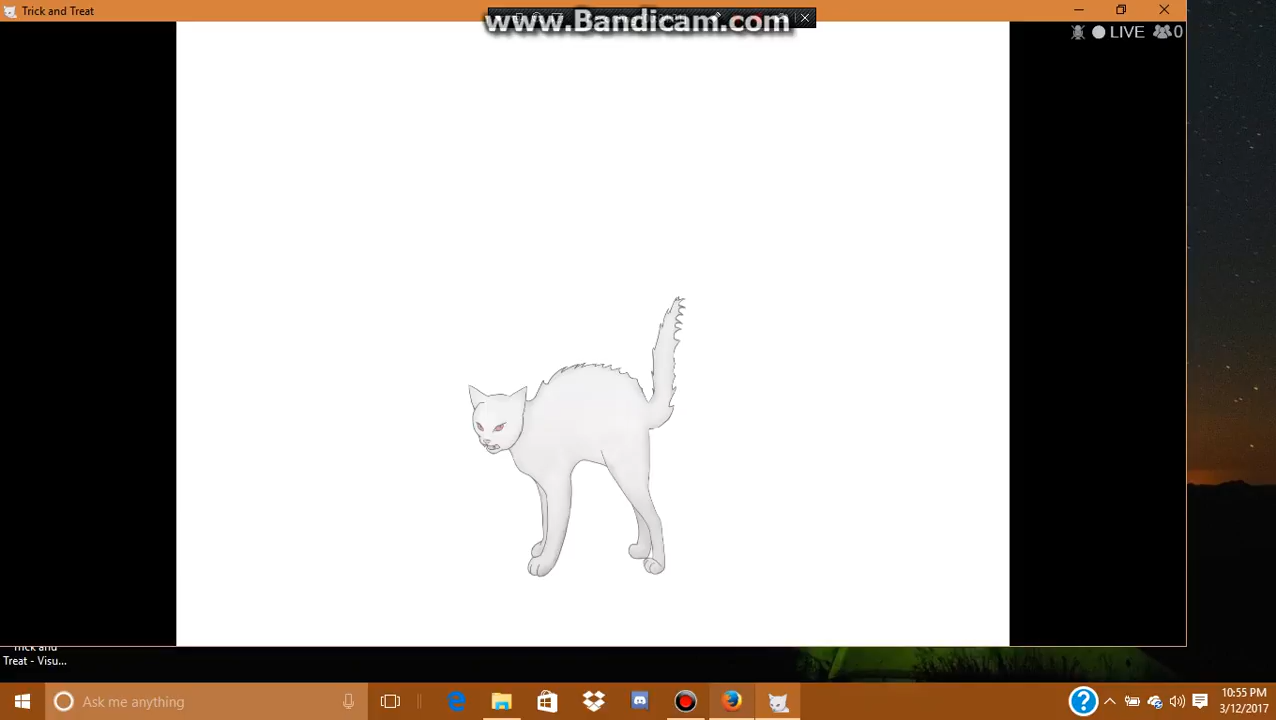 Trick and Treat
www.Bandicam.com
LIVE 0
Trick and
Treat - Visu...
Ask me anything
10:55 PM
3/12/2017